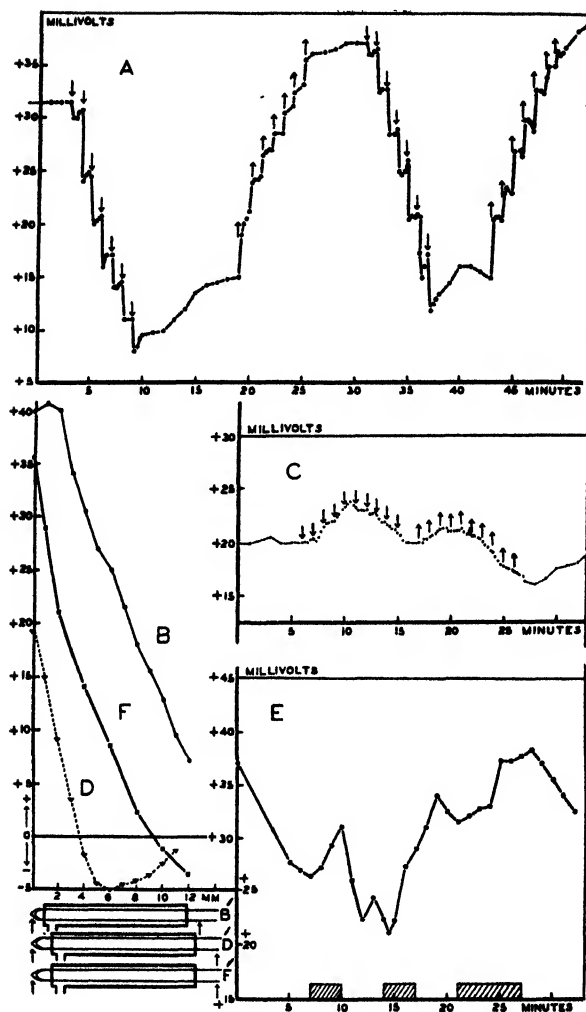 MILLIVOLTS
A
+35
+30
+25
+20
+15
+10
+5
5 10 15 20 25 30 35 40 45 MINUTES
+40
+35
+30
+25
+20
+15
+10
+5
+
0
-
-5
B
F
D
2 4 6 8 10 12 +
MM
B'
D'
F'
+
MILLIVOLTS
+30
C
+25
+20
+15
5 10 15 20 25 MINUTES
MILLIVOLTS
+45
E
+35
+30
+
-25
+
-20
15
5 10 15 20 25 MINUTES